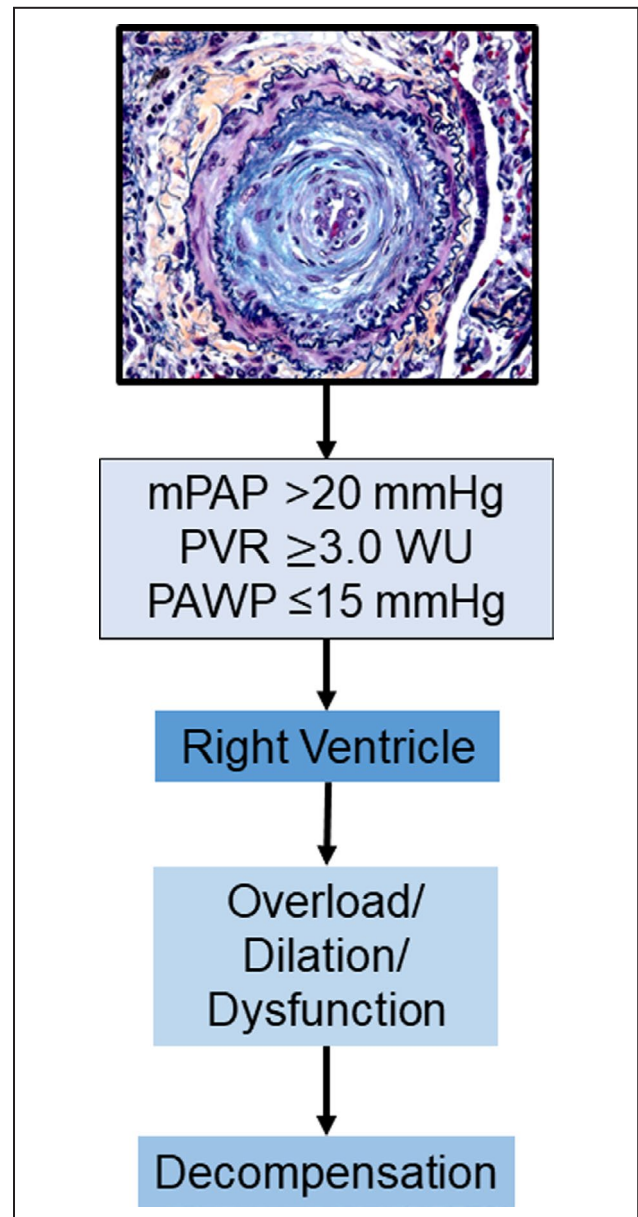 mPAP >20 mmHg
PVR ≥3.0 WU
PAWP ≤15 mmHg
Right Ventricle
Overload/
Dilation/
Dysfunction
Decompensation